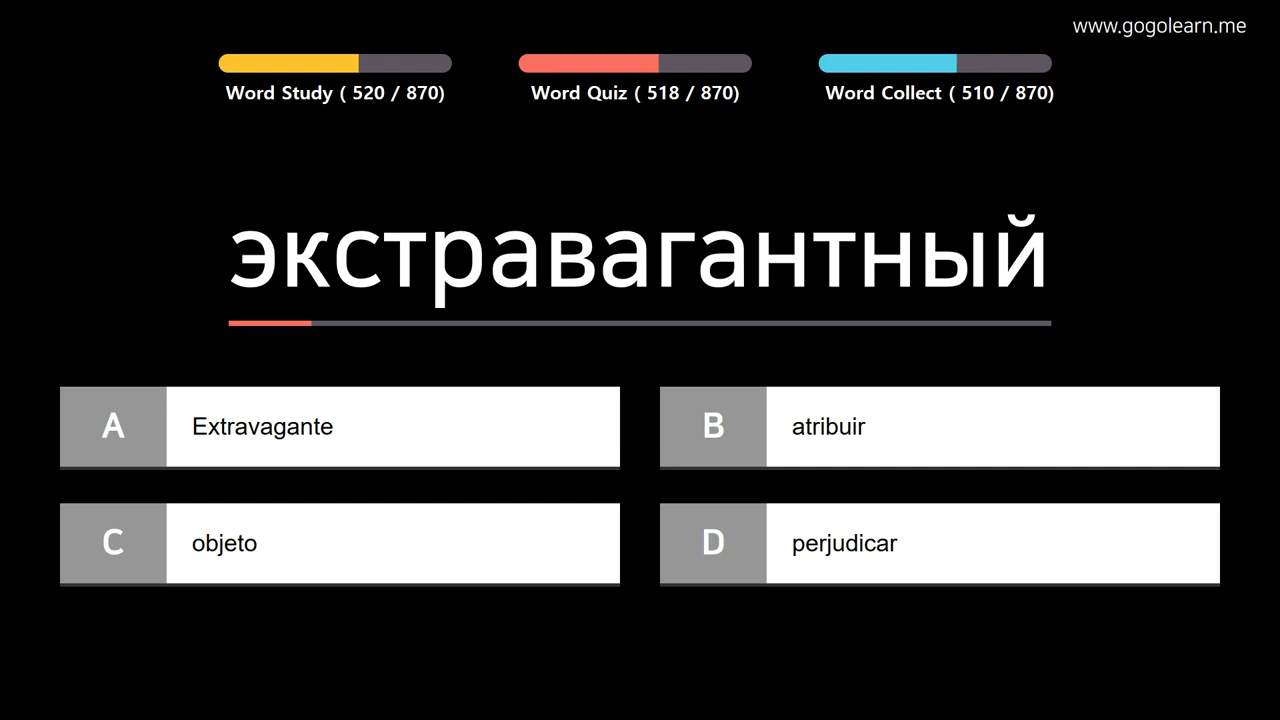 www.gogolearn.me
Word Study ( 520 / 870)
Word Quiz ( 518 / 870)
Word Collect ( 510 / 870)
экстравагантный
A Extravagante
B atribuir
C objeto
D perjudicar